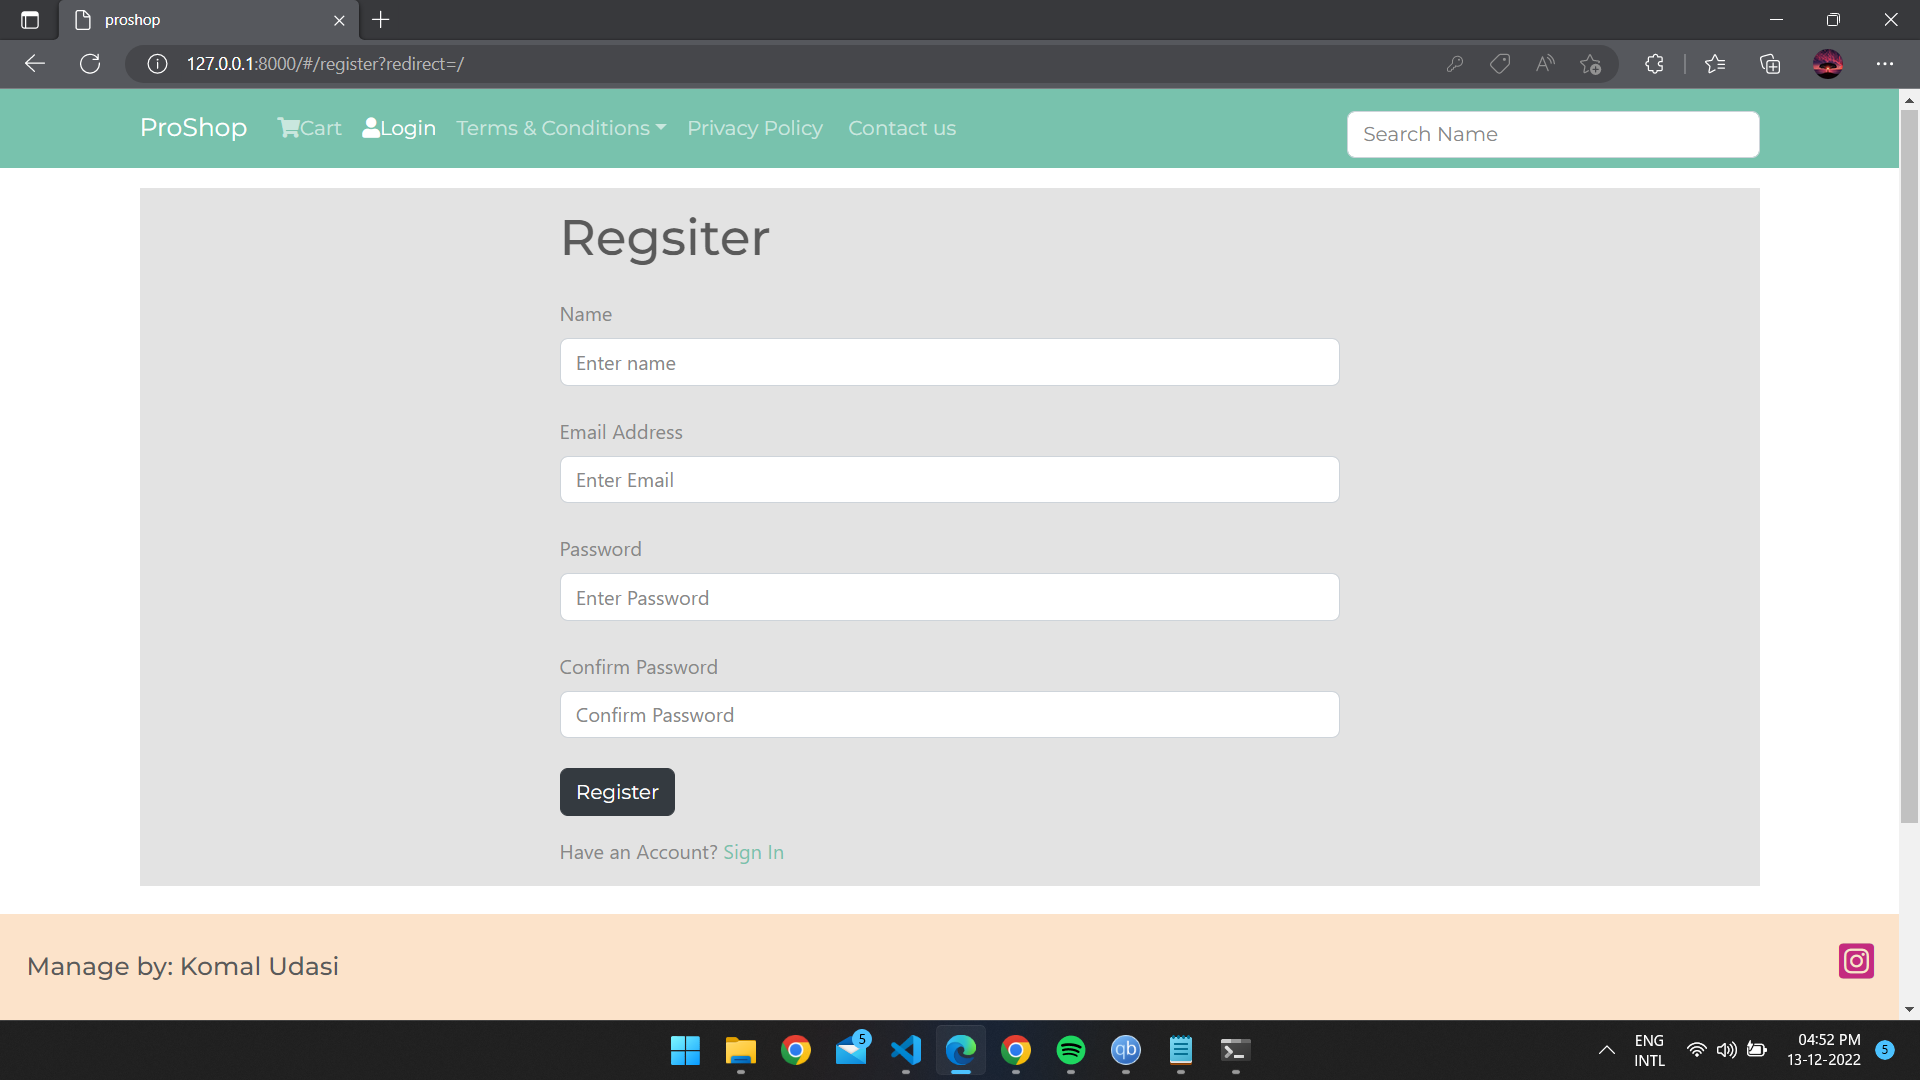 proshop
127.0.0.1:8000/#/register?redirect=/
ProShop Cart Login Terms & Conditions Privacy Policy Contact us Search Name
Regsiter
Name
Enter name
Email Address
Enter Email
Password
Enter Password
Confirm Password
Confirm Password
Register
Have an Account? Sign In
Manage by: Komal Udasi
5
qb
ENG
INTL
04:52 PM
13-12-2022
5